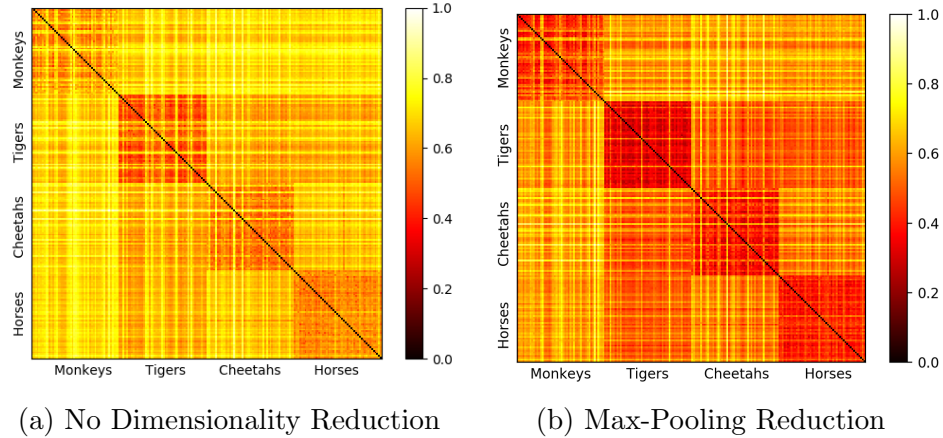 Monkeys
Tigers
Cheetahs
Horses
Monkeys Tigers Cheetahs Horses
1.0
0.8
0.6
0.4
0.2
0.0
(a) No Dimensionality Reduction
Monkeys
Tigers
Cheetahs
Horses
Monkeys Tigers Cheetahs Horses
1.0
0.8
0.6
0.4
0.2
0.0
(b) Max-Pooling Reduction